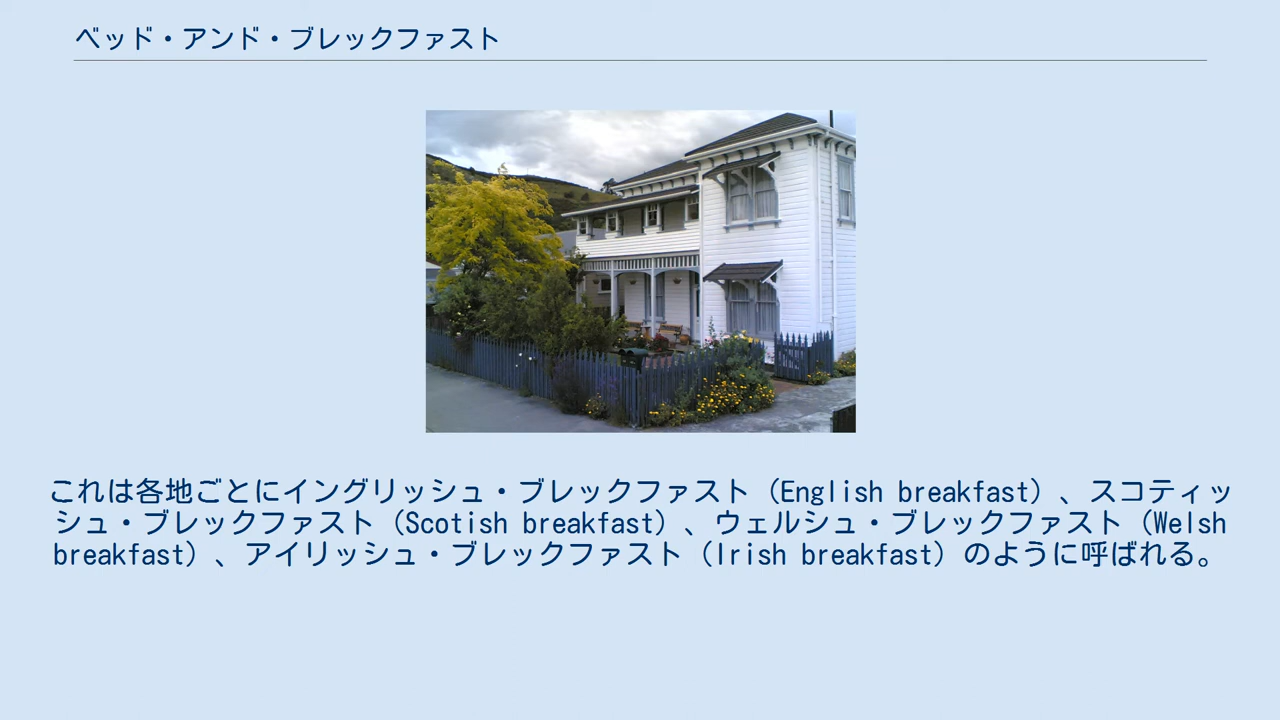 ベッド・アンド・ブレックファスト
これは各地ごとにイングリッシュ・ブレックファスト（English breakfast）、スコティッ
シュ・ブレックファスト（Scotish breakfast）、ウェルシュ・ブレックファスト（Welsh
breakfast）、アイリッシュ・ブレックファスト（Irish breakfast）のように呼ばれる。